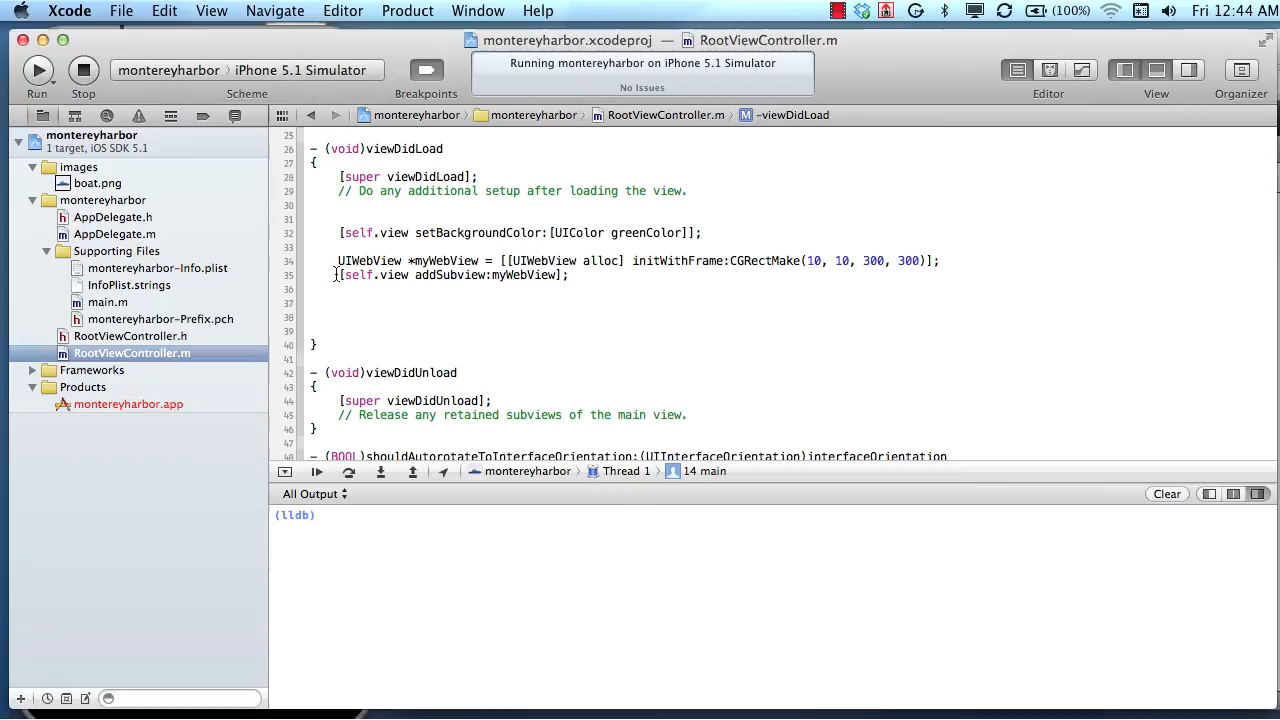 Xcode File Edit View Navigate Editor Product Window Help (100%) Fri 12:44 AM
montereyharbor.xcodeproj — RootViewController.m
montereyharbor > iPhone 5.1 Simulator
Running montereyharbor on iPhone 5.1 Simulator
No Issues
Run Stop Scheme Breakpoints Editor View Organizer
montereyharbor > montereyharbor > RootViewController.m > M -viewDidLoad
montereyharbor
1 target, iOS SDK 5.1
images
boat.png
montereyharbor
h AppDelegate.h
m AppDelegate.m
Supporting Files
montereyharbor-Info.plist
InfoPlist.strings
m main.m
h montereyharbor-Prefix.pch
h RootViewController.h
m RootViewController.m
Frameworks
Products
montereyharbor.app
25
26 - (void)viewDidLoad
27 {
28 [super viewDidLoad];
29 // Do any additional setup after loading the view.
30
31
32 [self.view setBackgroundColor:[UIColor greenColor]];
33
34 UIWebView *myWebView = [[UIWebView alloc] initWithFrame:CGRectMake(10, 10, 300, 300)];
35 [self.view addSubview:myWebView];
36
37
38
39
40 }
41
42 - (void)viewDidUnload
43 {
44 [super viewDidUnload];
45 // Release any retained subviews of the main view.
46 }
47
48 - (BOOL)shouldAutorotateToInterfaceOrientation:(UIInterfaceOrientation)interfaceOrientation
montereyharbor > Thread 1 > 14 main
All Output Clear
(lldb)